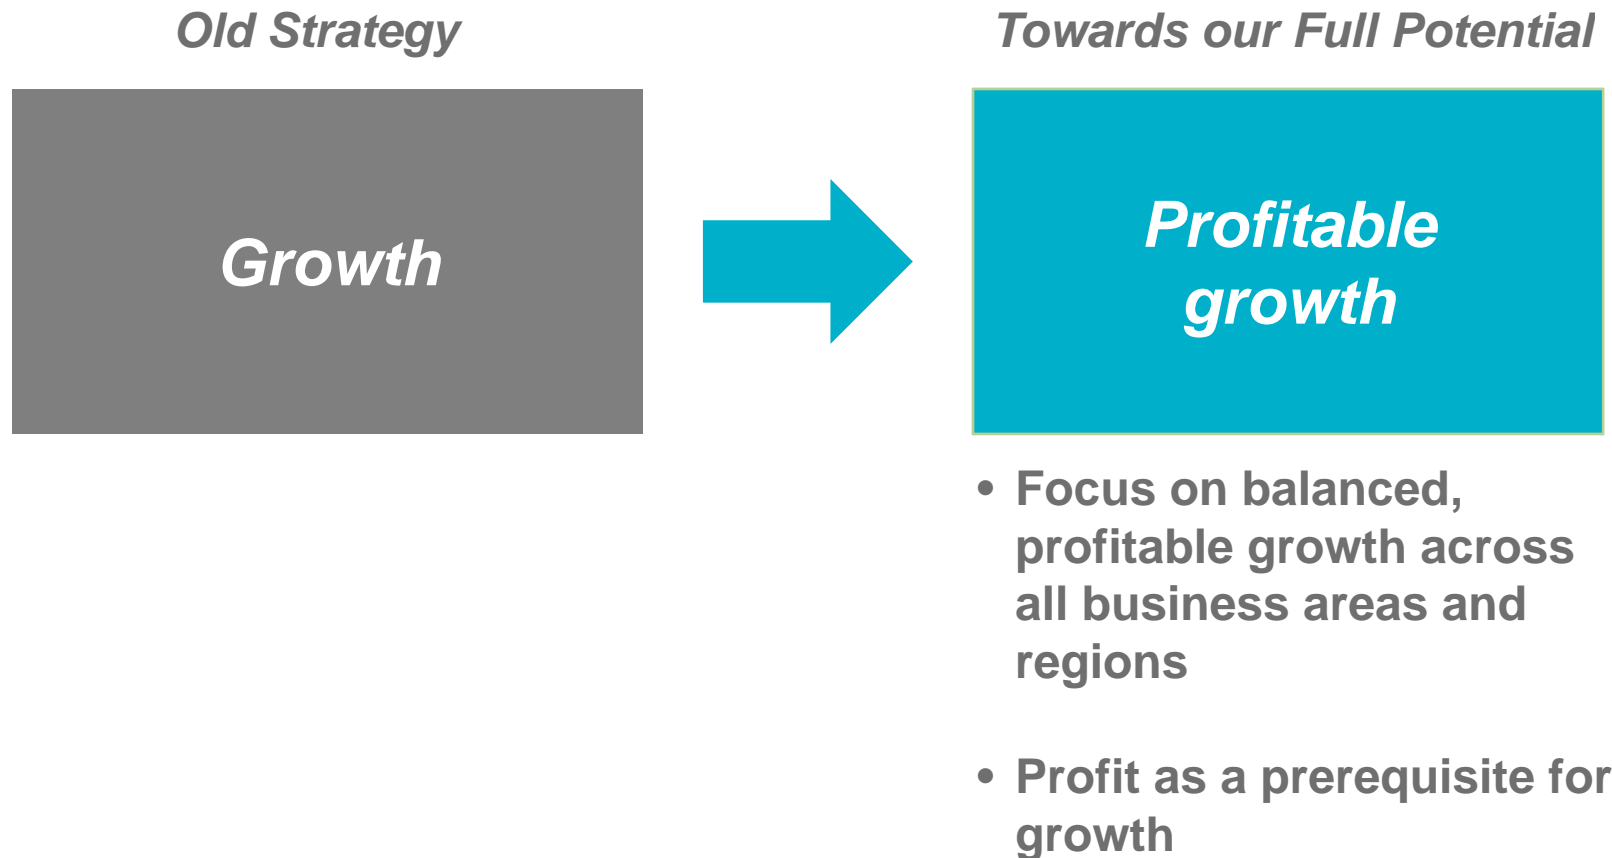 Old Strategy
Towards our Full Potential
Growth
Profitable
growth
• Focus on balanced,
profitable growth across
all business areas and
regions
• Profit as a prerequisite for
growth